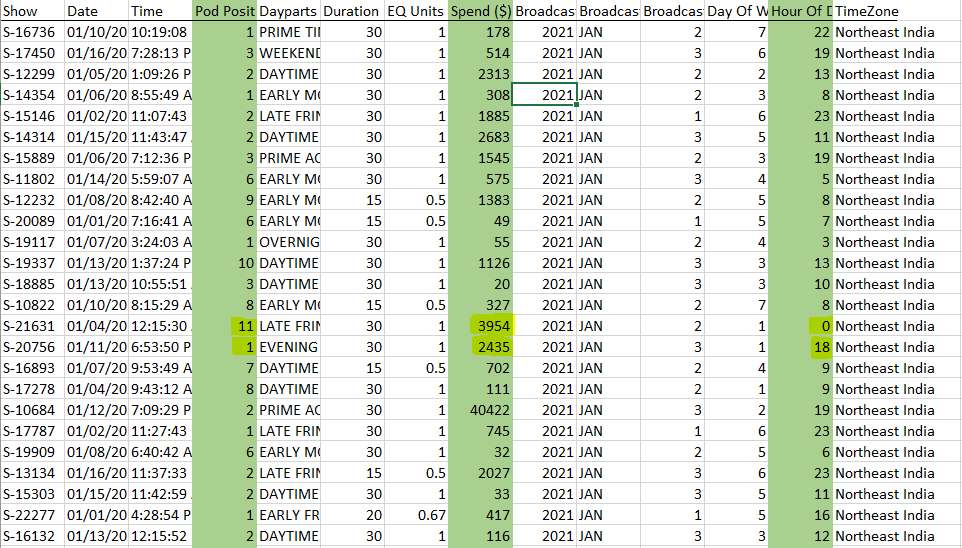 Show Date Time Pod Posit Dayparts Duration EQ Units Spend ($) Broadcas Broadcas Broadcas Day Of W Hour Of D TimeZone
S-16736 01/10/20 10:19:08 1 PRIME TI 30 1 178 2021 JAN 2 7 22 Northeast India
S-17450 01/16/20 7:28:13 P 3 WEEKEND 30 1 514 2021 JAN 3 6 19 Northeast India
S-12299 01/05/20 1:09:26 P 2 DAYTIME 30 1 2313 2021 JAN 2 2 13 Northeast India
S-14354 01/06/20 8:55:49 A 1 EARLY MO 30 1 308 2021 JAN 2 3 8 Northeast India
S-15146 01/02/20 11:07:43 2 LATE FRIN 30 1 1885 2021 JAN 1 6 23 Northeast India
S-14314 01/15/20 11:43:47 2 DAYTIME 30 1 2683 2021 JAN 3 5 11 Northeast India
S-15889 01/06/20 7:12:36 P 3 PRIME AC 30 1 1545 2021 JAN 2 3 19 Northeast India
S-11802 01/14/20 5:59:07 A 6 EARLY MO 30 1 575 2021 JAN 3 4 5 Northeast India
S-12232 01/08/20 8:42:40 A 9 EARLY MO 15 0.5 1383 2021 JAN 2 5 8 Northeast India
S-20089 01/01/20 7:16:41 A 6 EARLY MO 15 0.5 49 2021 JAN 1 5 7 Northeast India
S-19117 01/07/20 3:24:03 A 1 OVERNIG 30 1 55 2021 JAN 2 4 3 Northeast India
S-19337 01/13/20 1:37:24 P 10 DAYTIME 30 1 1126 2021 JAN 3 3 13 Northeast India
S-18885 01/13/20 10:55:51 3 DAYTIME 30 1 20 2021 JAN 3 3 10 Northeast India
S-10822 01/10/20 8:15:29 A 8 EARLY MO 15 0.5 327 2021 JAN 2 7 8 Northeast India
S-21631 01/04/20 12:15:30 11 LATE FRIN 30 1 3954 2021 JAN 2 1 0 Northeast India
S-20756 01/11/20 6:53:50 P 1 EVENING 30 1 2435 2021 JAN 3 1 18 Northeast India
S-16893 01/07/20 9:53:49 A 7 DAYTIME 15 0.5 702 2021 JAN 2 4 9 Northeast India
S-17278 01/04/20 9:43:12 A 8 DAYTIME 30 1 111 2021 JAN 2 1 9 Northeast India
S-10684 01/12/20 7:09:29 P 2 PRIME AC 30 1 40422 2021 JAN 3 2 19 Northeast India
S-17787 01/02/20 11:27:43 1 LATE FRIN 30 1 745 2021 JAN 1 6 23 Northeast India
S-19909 01/08/20 6:40:42 A 6 EARLY MO 30 1 32 2021 JAN 2 5 6 Northeast India
S-13134 01/16/20 11:37:33 2 LATE FRIN 15 0.5 2027 2021 JAN 3 6 23 Northeast India
S-15303 01/15/20 11:42:59 2 DAYTIME 30 1 33 2021 JAN 3 5 11 Northeast India
S-22277 01/01/20 4:28:54 P 1 EARLY FR 20 0.67 417 2021 JAN 1 5 16 Northeast India
S-16132 01/13/20 12:15:52 2 DAYTIME 30 1 116 2021 JAN 3 3 12 Northeast India